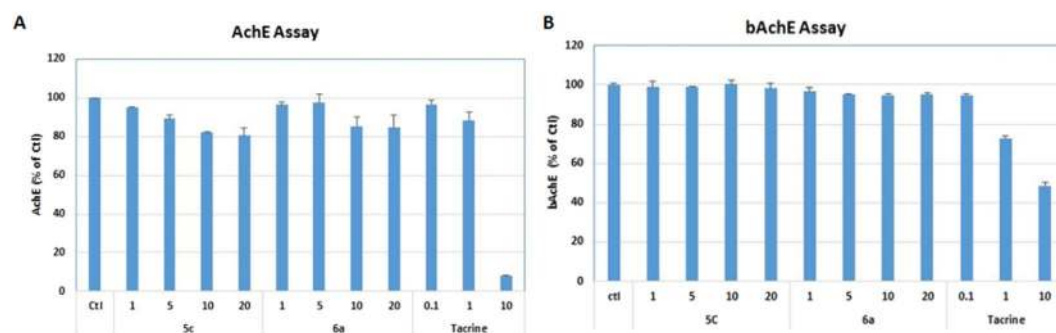 A
AchE Assay
120
100
80
60
40
20
0
AchE (% of Ctl)
Ctl 1 5 10 20 1 5 10 20 0.1 1 10
5c 6a Tacrine
B
bAchE Assay
120
100
80
60
40
20
0
bAchE (% of Ctl)
ctl 1 5 10 20 1 5 10 20 0.1 1 10
5C 6a Tacrine